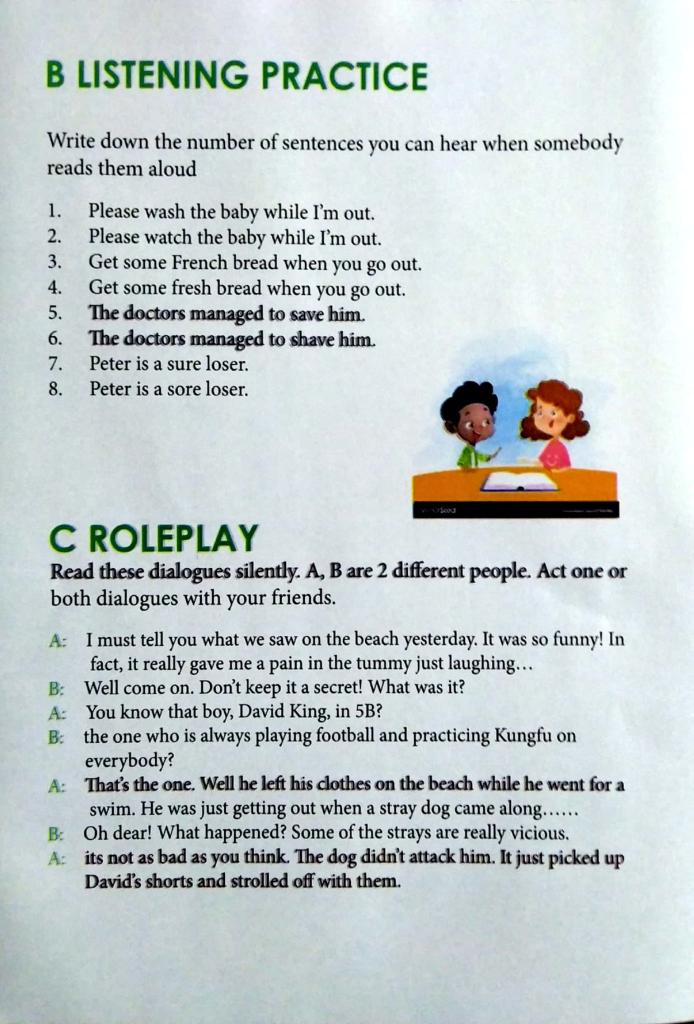 B LISTENING PRACTICE
Write down the number of sentences you can hear when somebody
reads them aloud
1. Please wash the baby while I'm out.
2. Please watch the baby while I'm out.
3. Get some French bread when you go out.
4. Get some fresh bread when you go out.
5. The doctors managed to save him.
6. The doctors managed to shave him.
7. Peter is a sure loser.
8. Peter is a sore loser.
C ROLEPLAY
Read these dialogues silently. A, B are 2 different people. Act one or
both dialogues with your friends.
A: I must tell you what we saw on the beach yesterday. It was so funny! In
fact, it really gave me a pain in the tummy just laughing...
B: Well come on. Don't keep it a secret! What was it?
A: You know that boy, David King, in 5B?
B: the one who is always playing football and practicing Kungfu on
everybody?
A: That's the one. Well he left his clothes on the beach while he went for a
swim. He was just getting out when a stray dog came along......
B: Oh dear! What happened? Some of the strays are really vicious.
A: its not as bad as you think. The dog didn't attack him. It just picked up
David's shorts and strolled off with them.